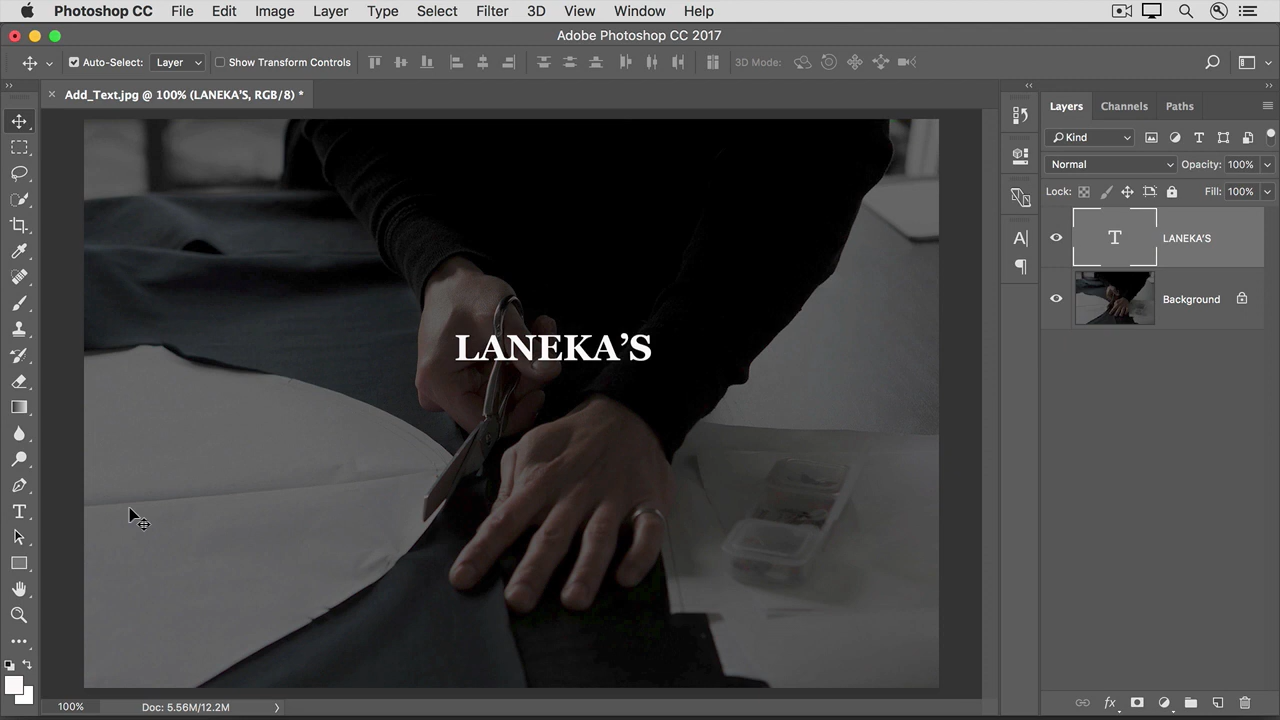 Photoshop CC File Edit Image Layer Type Select Filter 3D View Window Help
Adobe Photoshop CC 2017
Auto-Select: Layer Show Transform Controls 3D Mode:
× Add_Text.jpg @ 100% (LANEKA'S, RGB/8) *
Layers Channels Paths
Kind
Normal Opacity: 100%
Lock: Fill: 100%
T LANEKA'S
Background
LANEKA’S
100% Doc: 5.56M/12.2M